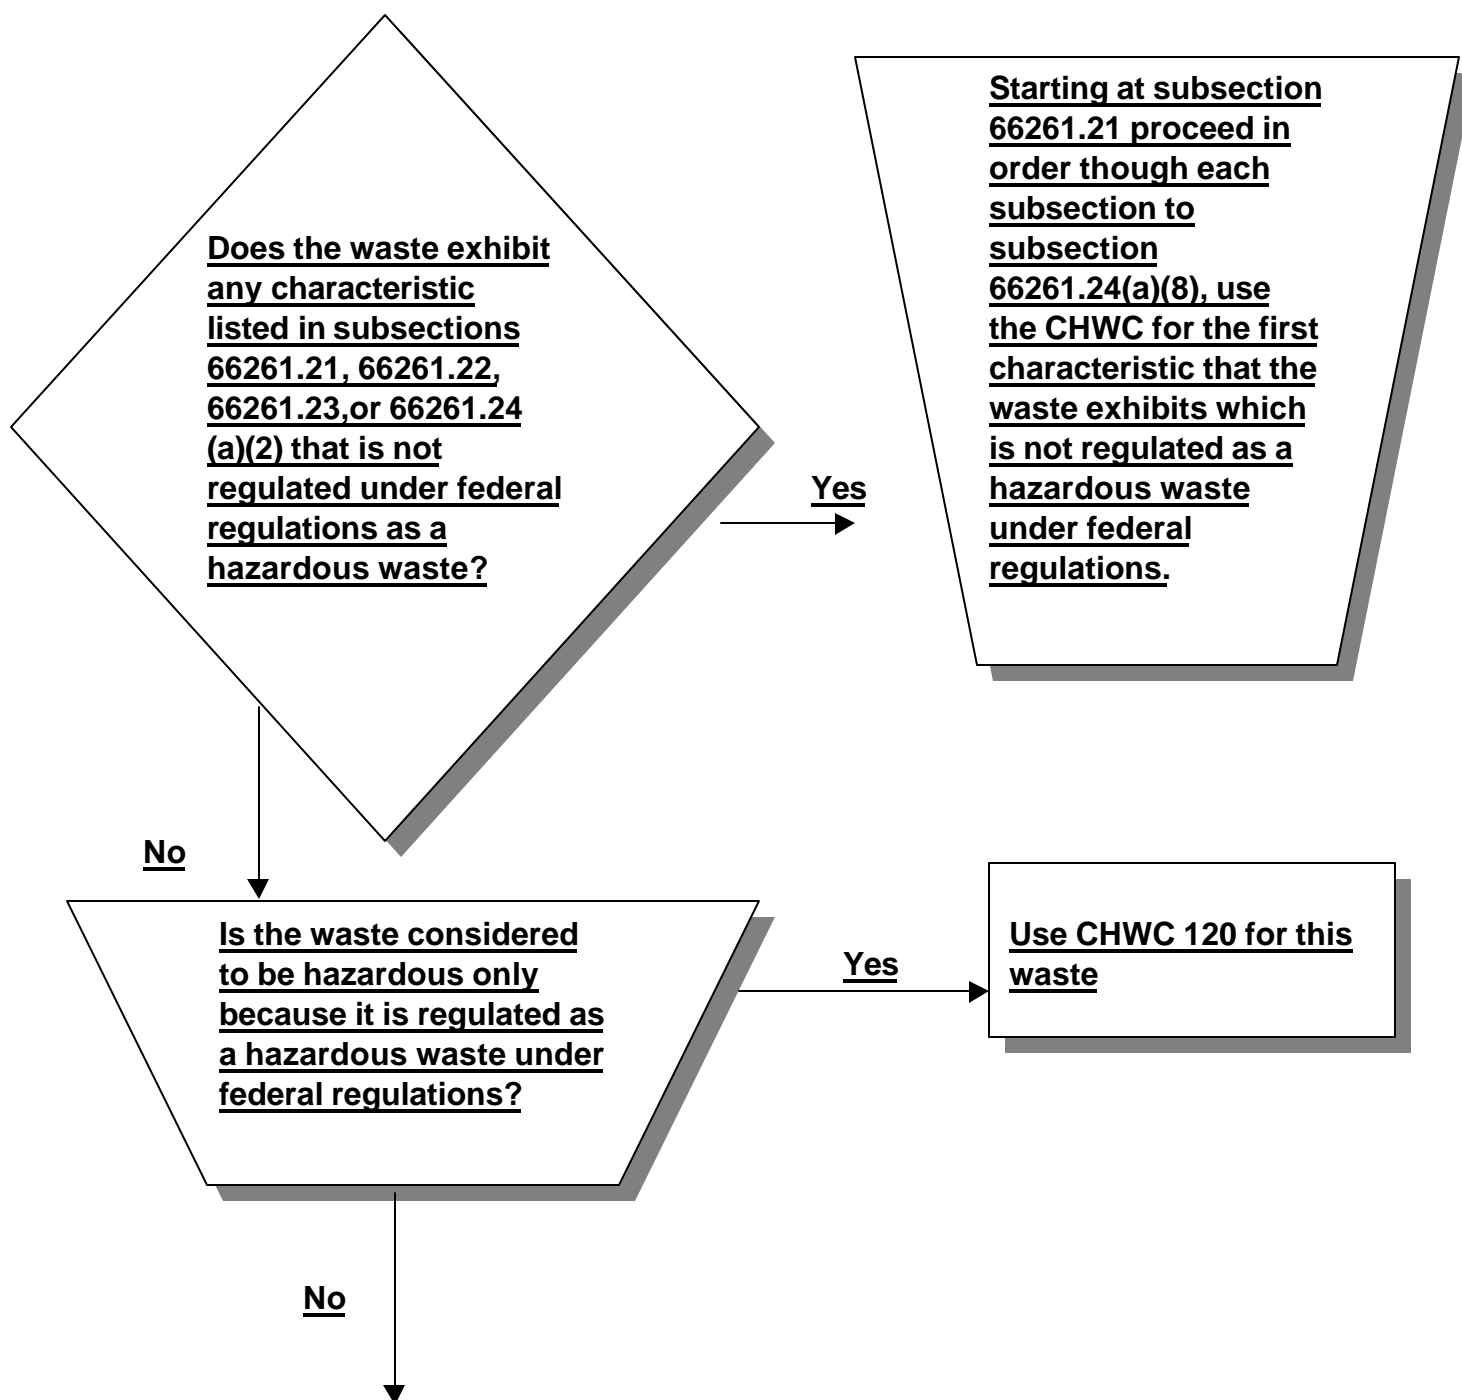 Does the waste exhibit
any characteristic
listed in subsections
66261.21, 66261.22,
66261.23,or 66261.24
(a)(2) that is not
regulated under federal
regulations as a
hazardous waste?
Yes
Starting at subsection
66261.21 proceed in
order though each
subsection to
subsection
66261.24(a)(8), use
the CHWC for the first
characteristic that the
waste exhibits which
is not regulated as a
hazardous waste
under federal
regulations.
No
Is the waste considered
to be hazardous only
because it is regulated as
a hazardous waste under
federal regulations?
Yes
Use CHWC 120 for this
waste
No